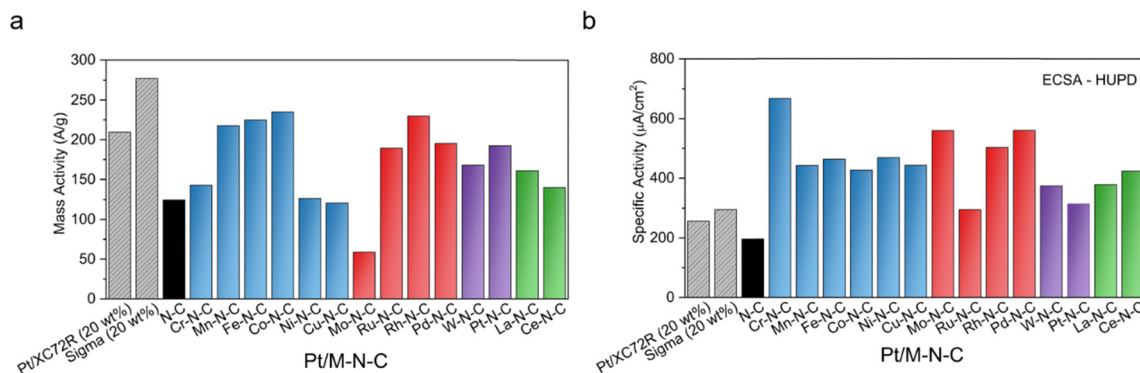 a
300
250
200
150
100
50
0
Mass Activity (A/g)
Pt/XC72R (20 wt%)
Sigma (20 wt%)
N-C
Cr-N-C
Mn-N-C
Fe-N-C
Co-N-C
Ni-N-C
Cu-N-C
Mo-N-C
Ru-N-C
Rh-N-C
Pd-N-C
W-N-C
Pt-N-C
La-N-C
Ce-N-C
Pt/M-N-C
b
800
600
400
200
0
Specific Activity (μA/cm²)
ECSA - HUPD
Pt/XC72R (20 wt%)
Sigma (20 wt%)
N-C
Cr-N-C
Mn-N-C
Fe-N-C
Co-N-C
Ni-N-C
Cu-N-C
Mo-N-C
Ru-N-C
Rh-N-C
Pd-N-C
W-N-C
Pt-N-C
La-N-C
Ce-N-C
Pt/M-N-C